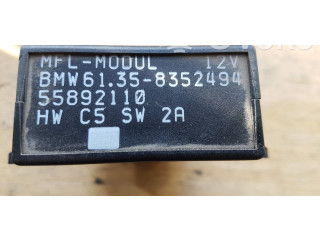 MFL-MODUL 12V
BMW61.35-8352494
55892110
HW C5 SW 2A